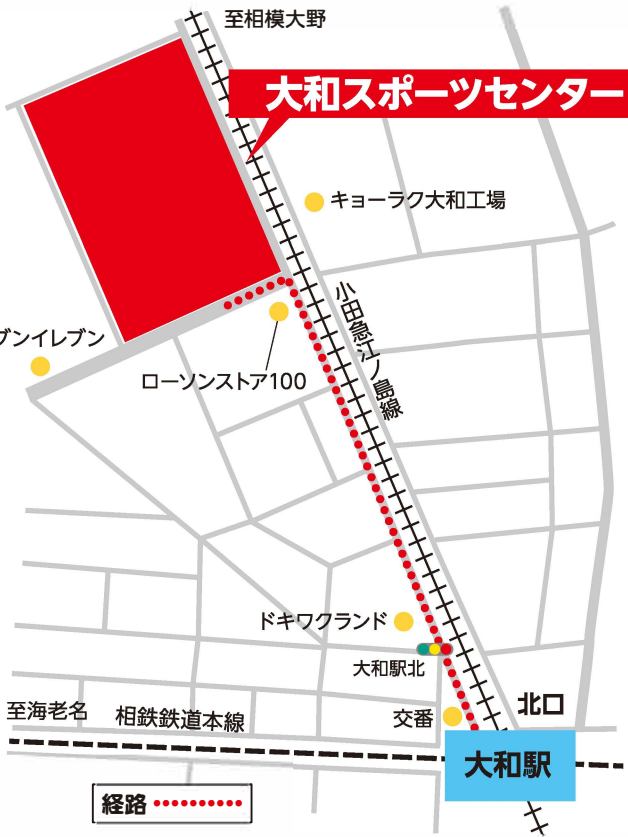 至相模大野
大和スポーツセンター
キョーラク大和工場
小田急江ノ島線
ブンイレブン
ローソンストア100
ドキワクランド
大和駅北
至海老名
相鉄鉄道本線
交番
北口
大和駅
経路